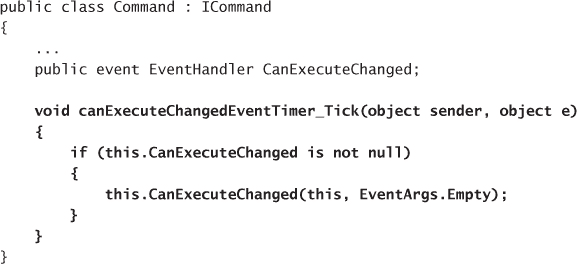 public class Command : ICommand
{
    ...
    public event EventHandler CanExecuteChanged;

    void canExecuteChangedEventTimer_Tick(object sender, object e)
    {
        if (this.CanExecuteChanged is not null)
        {
            this.CanExecuteChanged(this, EventArgs.Empty);
        }
    }
}